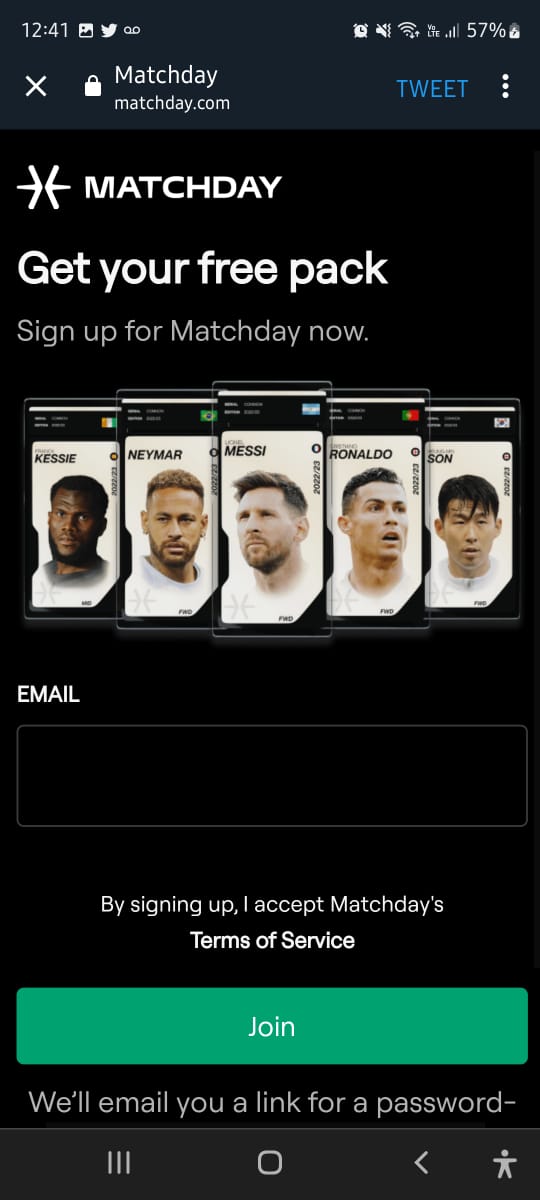 12:41 57%
Matchday
matchday.com
TWEET
MATCHDAY
Get your free pack
Sign up for Matchday now.
KESSIE
2022/23
MID
NEYMAR
2022/23
FWD
LIONEL
MESSI
2022/23
FWD
RONALDO
2022/23
FWD
SON
2022/23
FWD
EMAIL
By signing up, I accept Matchday's
Terms of Service
Join
We'll email you a link for a password-